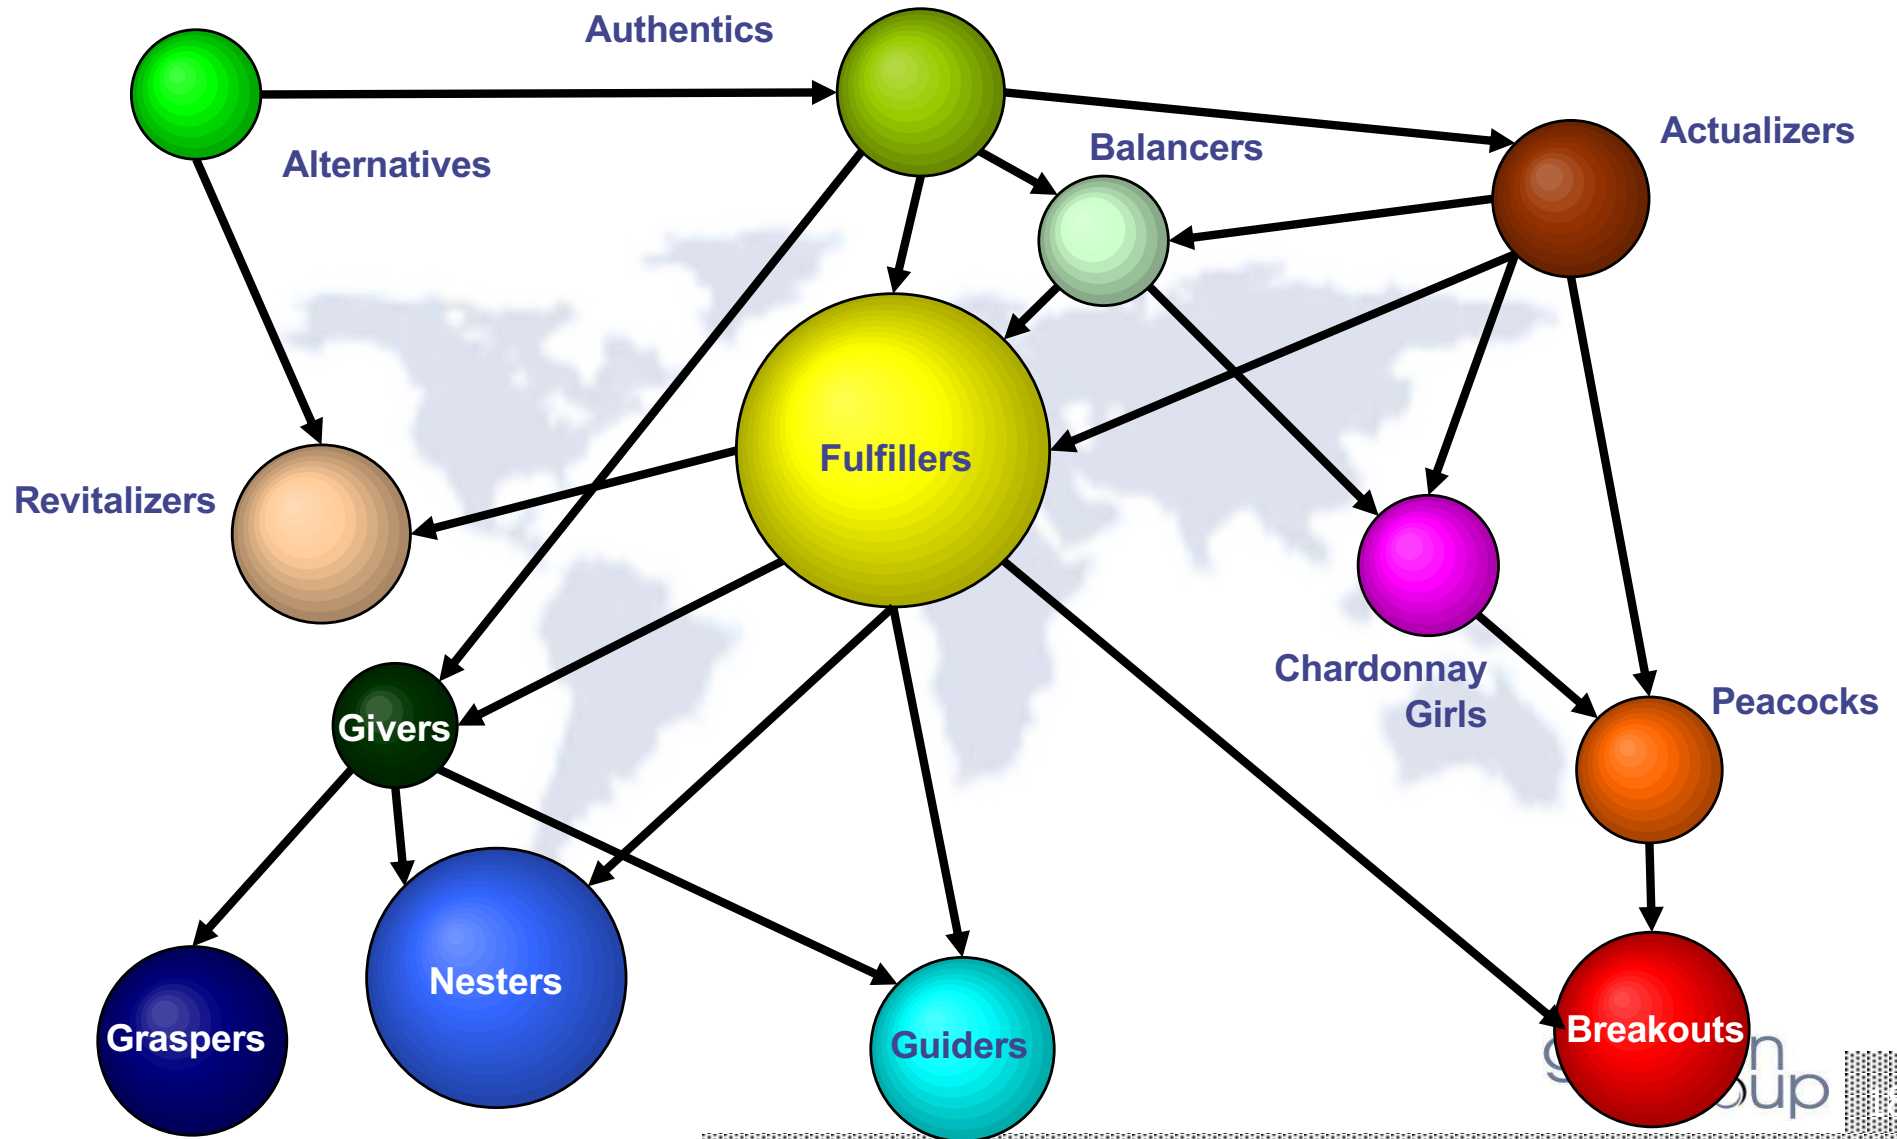 Authentics
Alternatives
Balancers
Actualizers
Fulfillers
Revitalizers
Chardonnay
Girls
Peacocks
Givers
Nesters
Graspers
Guiders
Breakouts